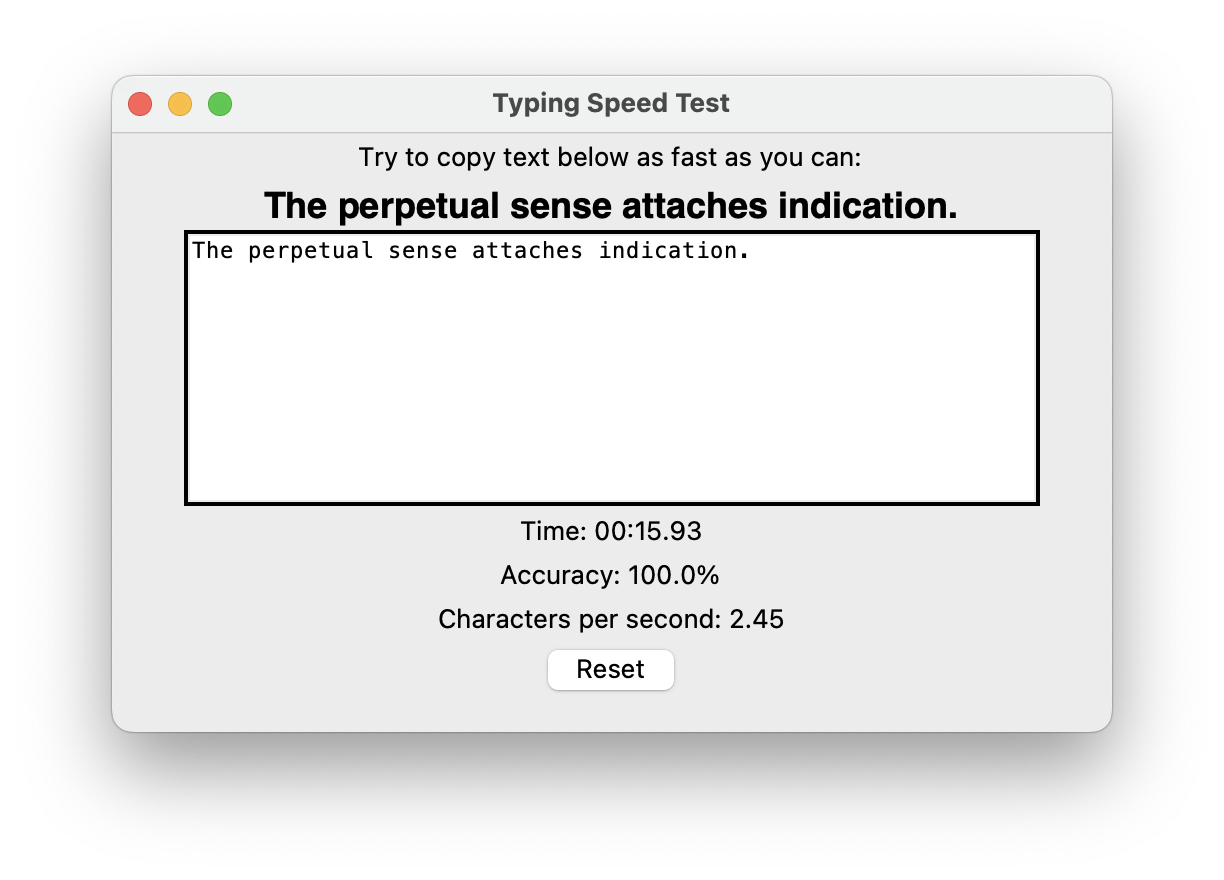 Typing Speed Test
Try to copy text below as fast as you can:
The perpetual sense attaches indication.
The perpetual sense attaches indication.
Time: 00:15.93
Accuracy: 100.0%
Characters per second: 2.45
Reset